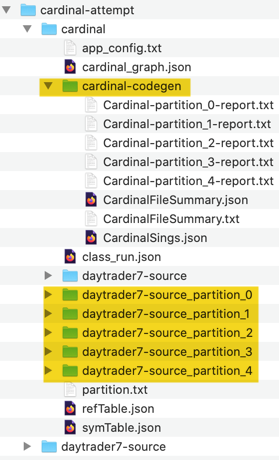 cardinal-attempt
cardinal
app_config.txt
cardinal_graph.json
cardinal-codegen
Cardinal-partition_0-report.txt
Cardinal-partition_1-report.txt
Cardinal-partition_2-report.txt
Cardinal-partition_3-report.txt
Cardinal-partition_4-report.txt
CardinalFileSummary.json
CardinalFileSummary.txt
CardinalSings.json
class_run.json
daytrader7-source
daytrader7-source_partition_0
daytrader7-source_partition_1
daytrader7-source_partition_2
daytrader7-source_partition_3
daytrader7-source_partition_4
partition.txt
refTable.json
symTable.json
daytrader7-source